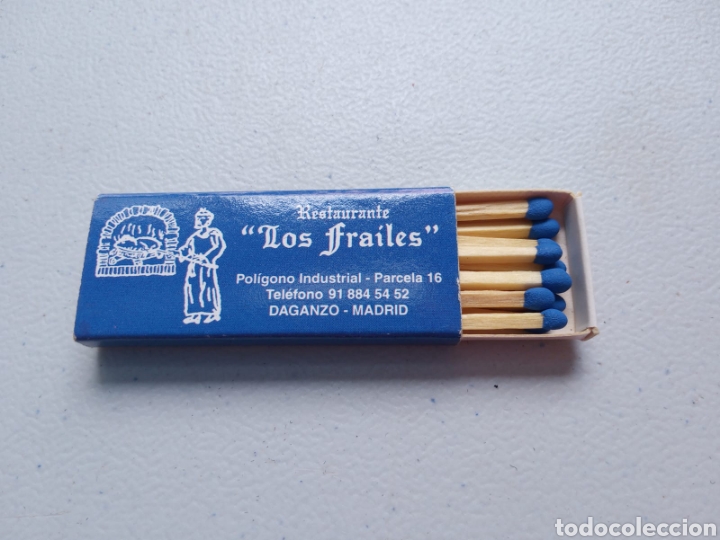 Restaurante
"Los Frailes"
Polígono Industrial - Parcela 16
Teléfono 91 884 54 52
DAGANZO - MADRID
todocoleccion